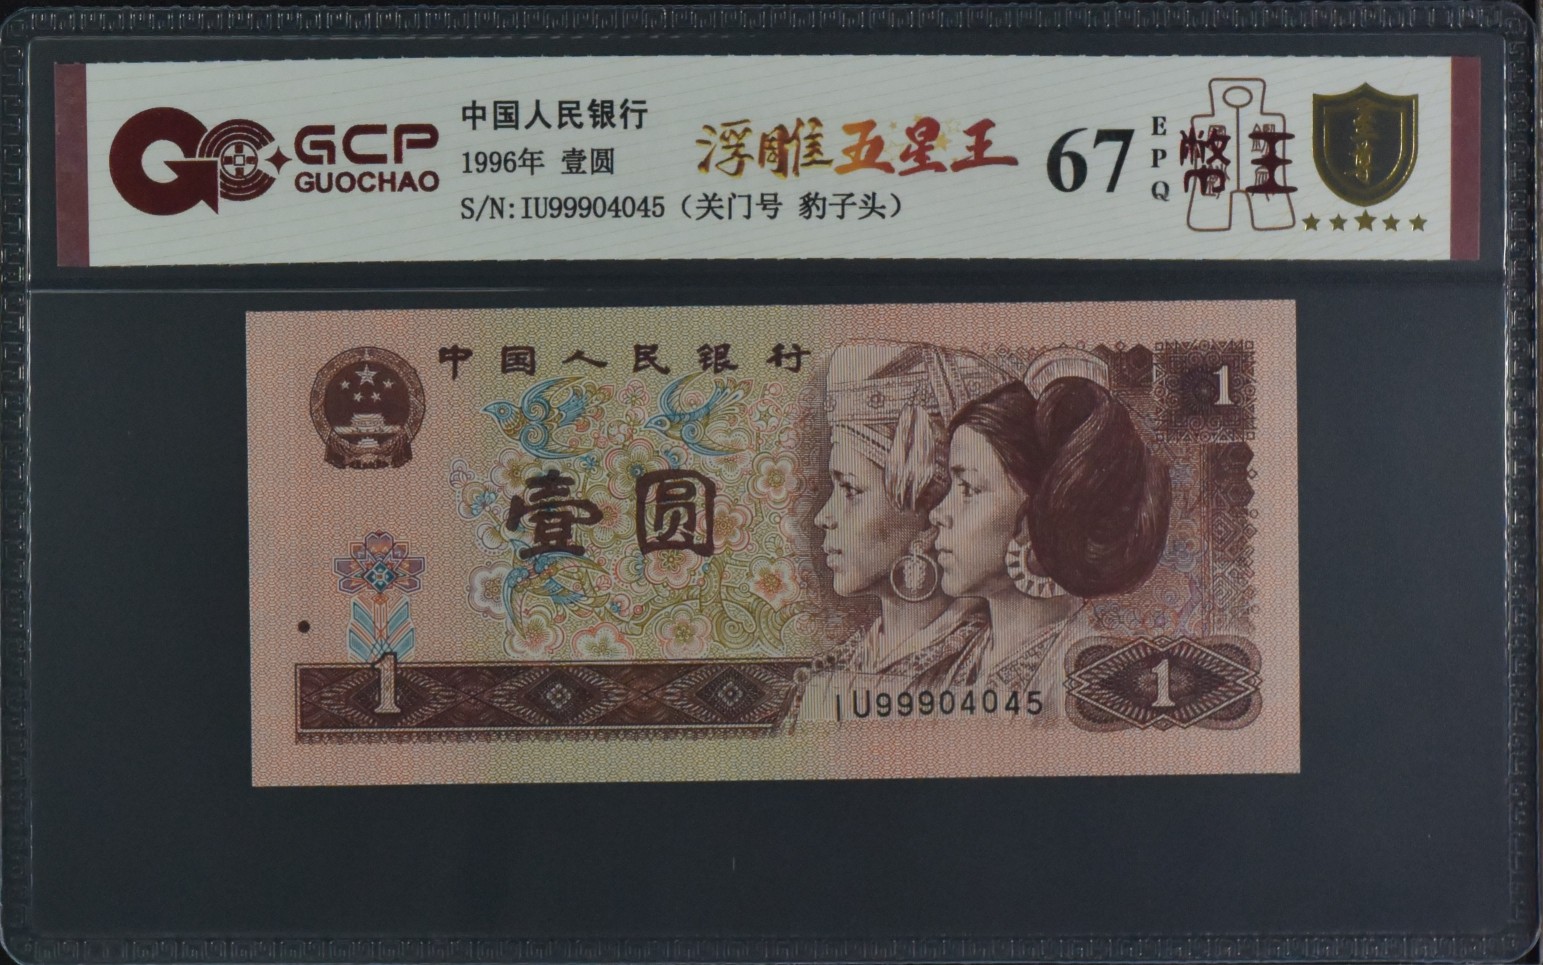 GCP
GUOCHAO
中国人民银行
1996年 壹圆
S/N:IU99904045（关门号 豹子头）
浮雕五星王
67
EPQ
中国人民银行
1
壹圆
1
IU99904045
1